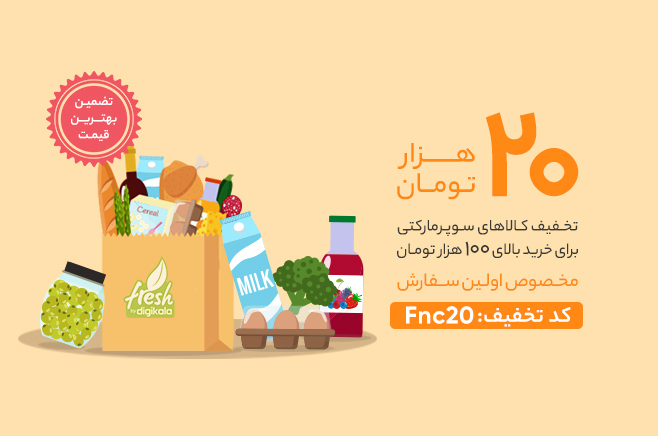 ۲۰ هزار تومان
تخفیف کالاهای سوپرمارکتی
برای خرید بالای ۱۰۰ هزار تومان
مخصوص اولین سفارش
کد تخفیف: Fnc20
تضمین
بهترین
قیمت
Cereal
MILK
fresh
by digikala